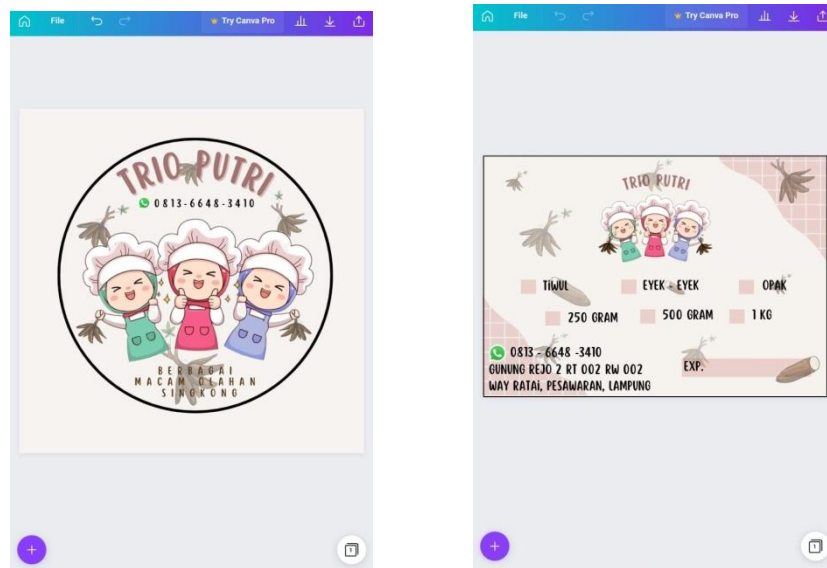 File
Try Canva Pro
TRIO PUTRI
0813-6648-3410
BERBAGAI
MACAM OLAHAN
SINGKONG
1
File
Try Canva Pro
TRIO PUTRI
TIWUL EYEK - EYEK OPAK
250 GRAM 500 GRAM 1 KG
0813 - 6648 -3410
GUNUNG REJO 2 RT 002 RW 002
WAY RATAI, PESAWARAN, LAMPUNG
EXP.
1